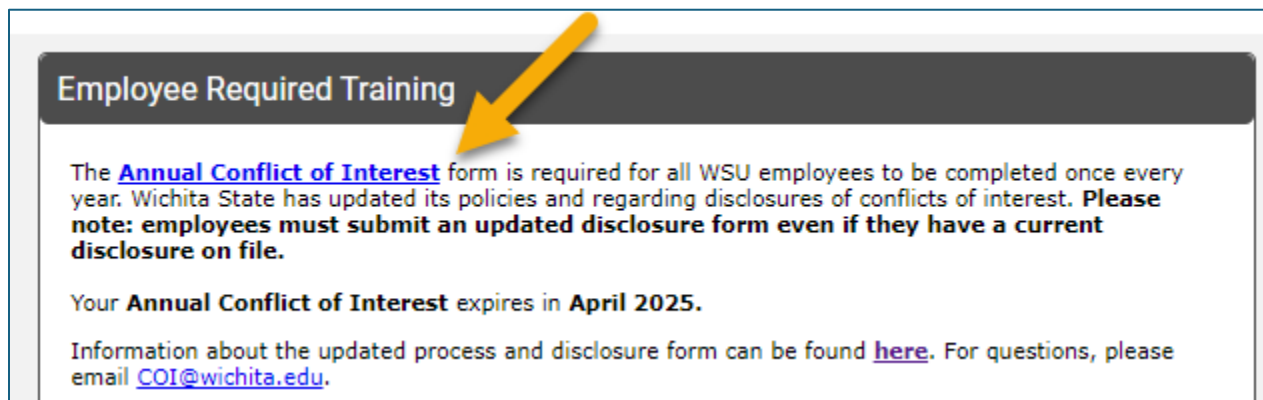 Employee Required Training
The Annual Conflict of Interest form is required for all WSU employees to be completed once every
year. Wichita State has updated its policies and regarding disclosures of conflicts of interest. Please
note: employees must submit an updated disclosure form even if they have a current
disclosure on file.
Your Annual Conflict of Interest expires in April 2025.
Information about the updated process and disclosure form can be found here. For questions, please
email COI@wichita.edu.